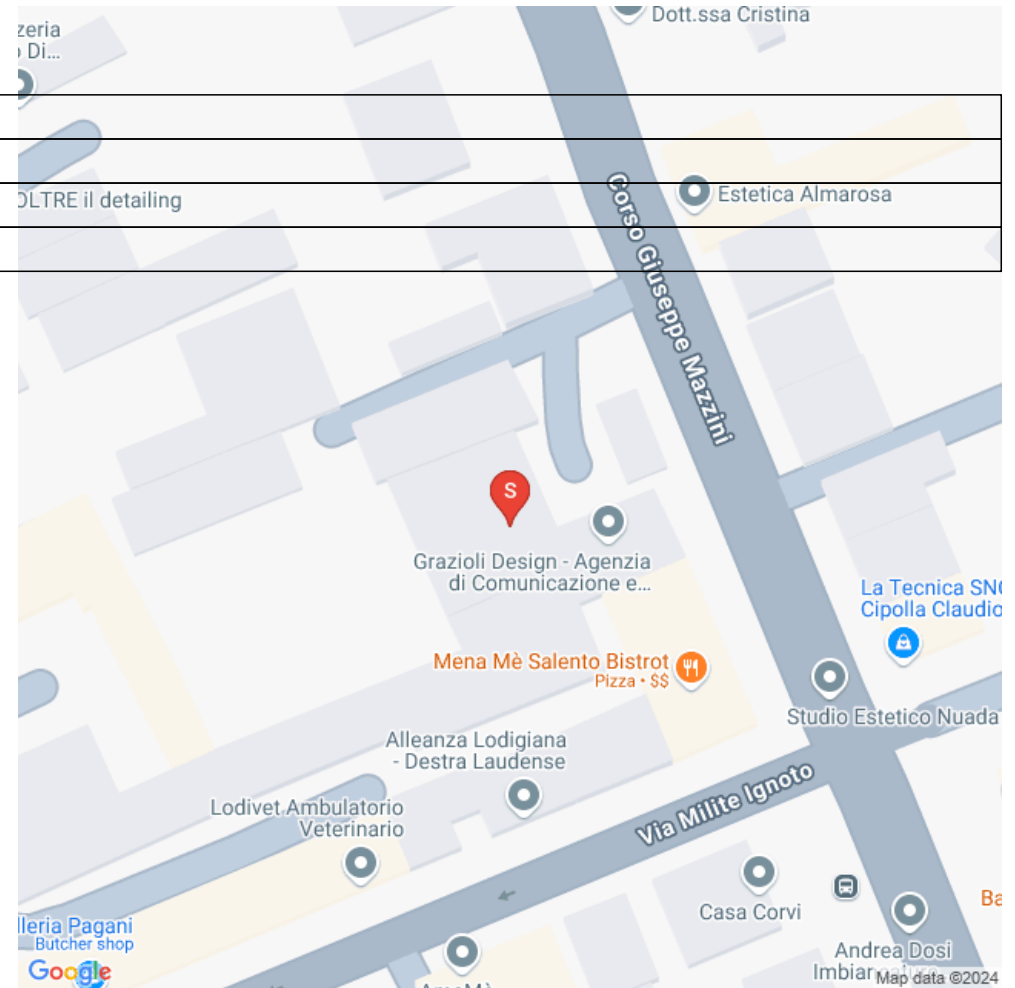 Dott.ssa Cristina
zeria
Di...
OLTRE il detailing
Estetica Almarosa
Corso Giuseppe Mazzini
S
Grazioli Design - Agenzia
di Comunicazione e...
La Tecnica SN
Cipolla Claudio
Mena Mè Salento Bistrot
Pizza • $$
Studio Estetico Nuada
Alleanza Lodigiana
- Destra Laudense
Via Milite Ignoto
Lodivet Ambulatorio
Veterinario
Casa Corvi
Ba
lleria Pagani
Butcher shop
Andrea Dosi
Google
Map data ©2024